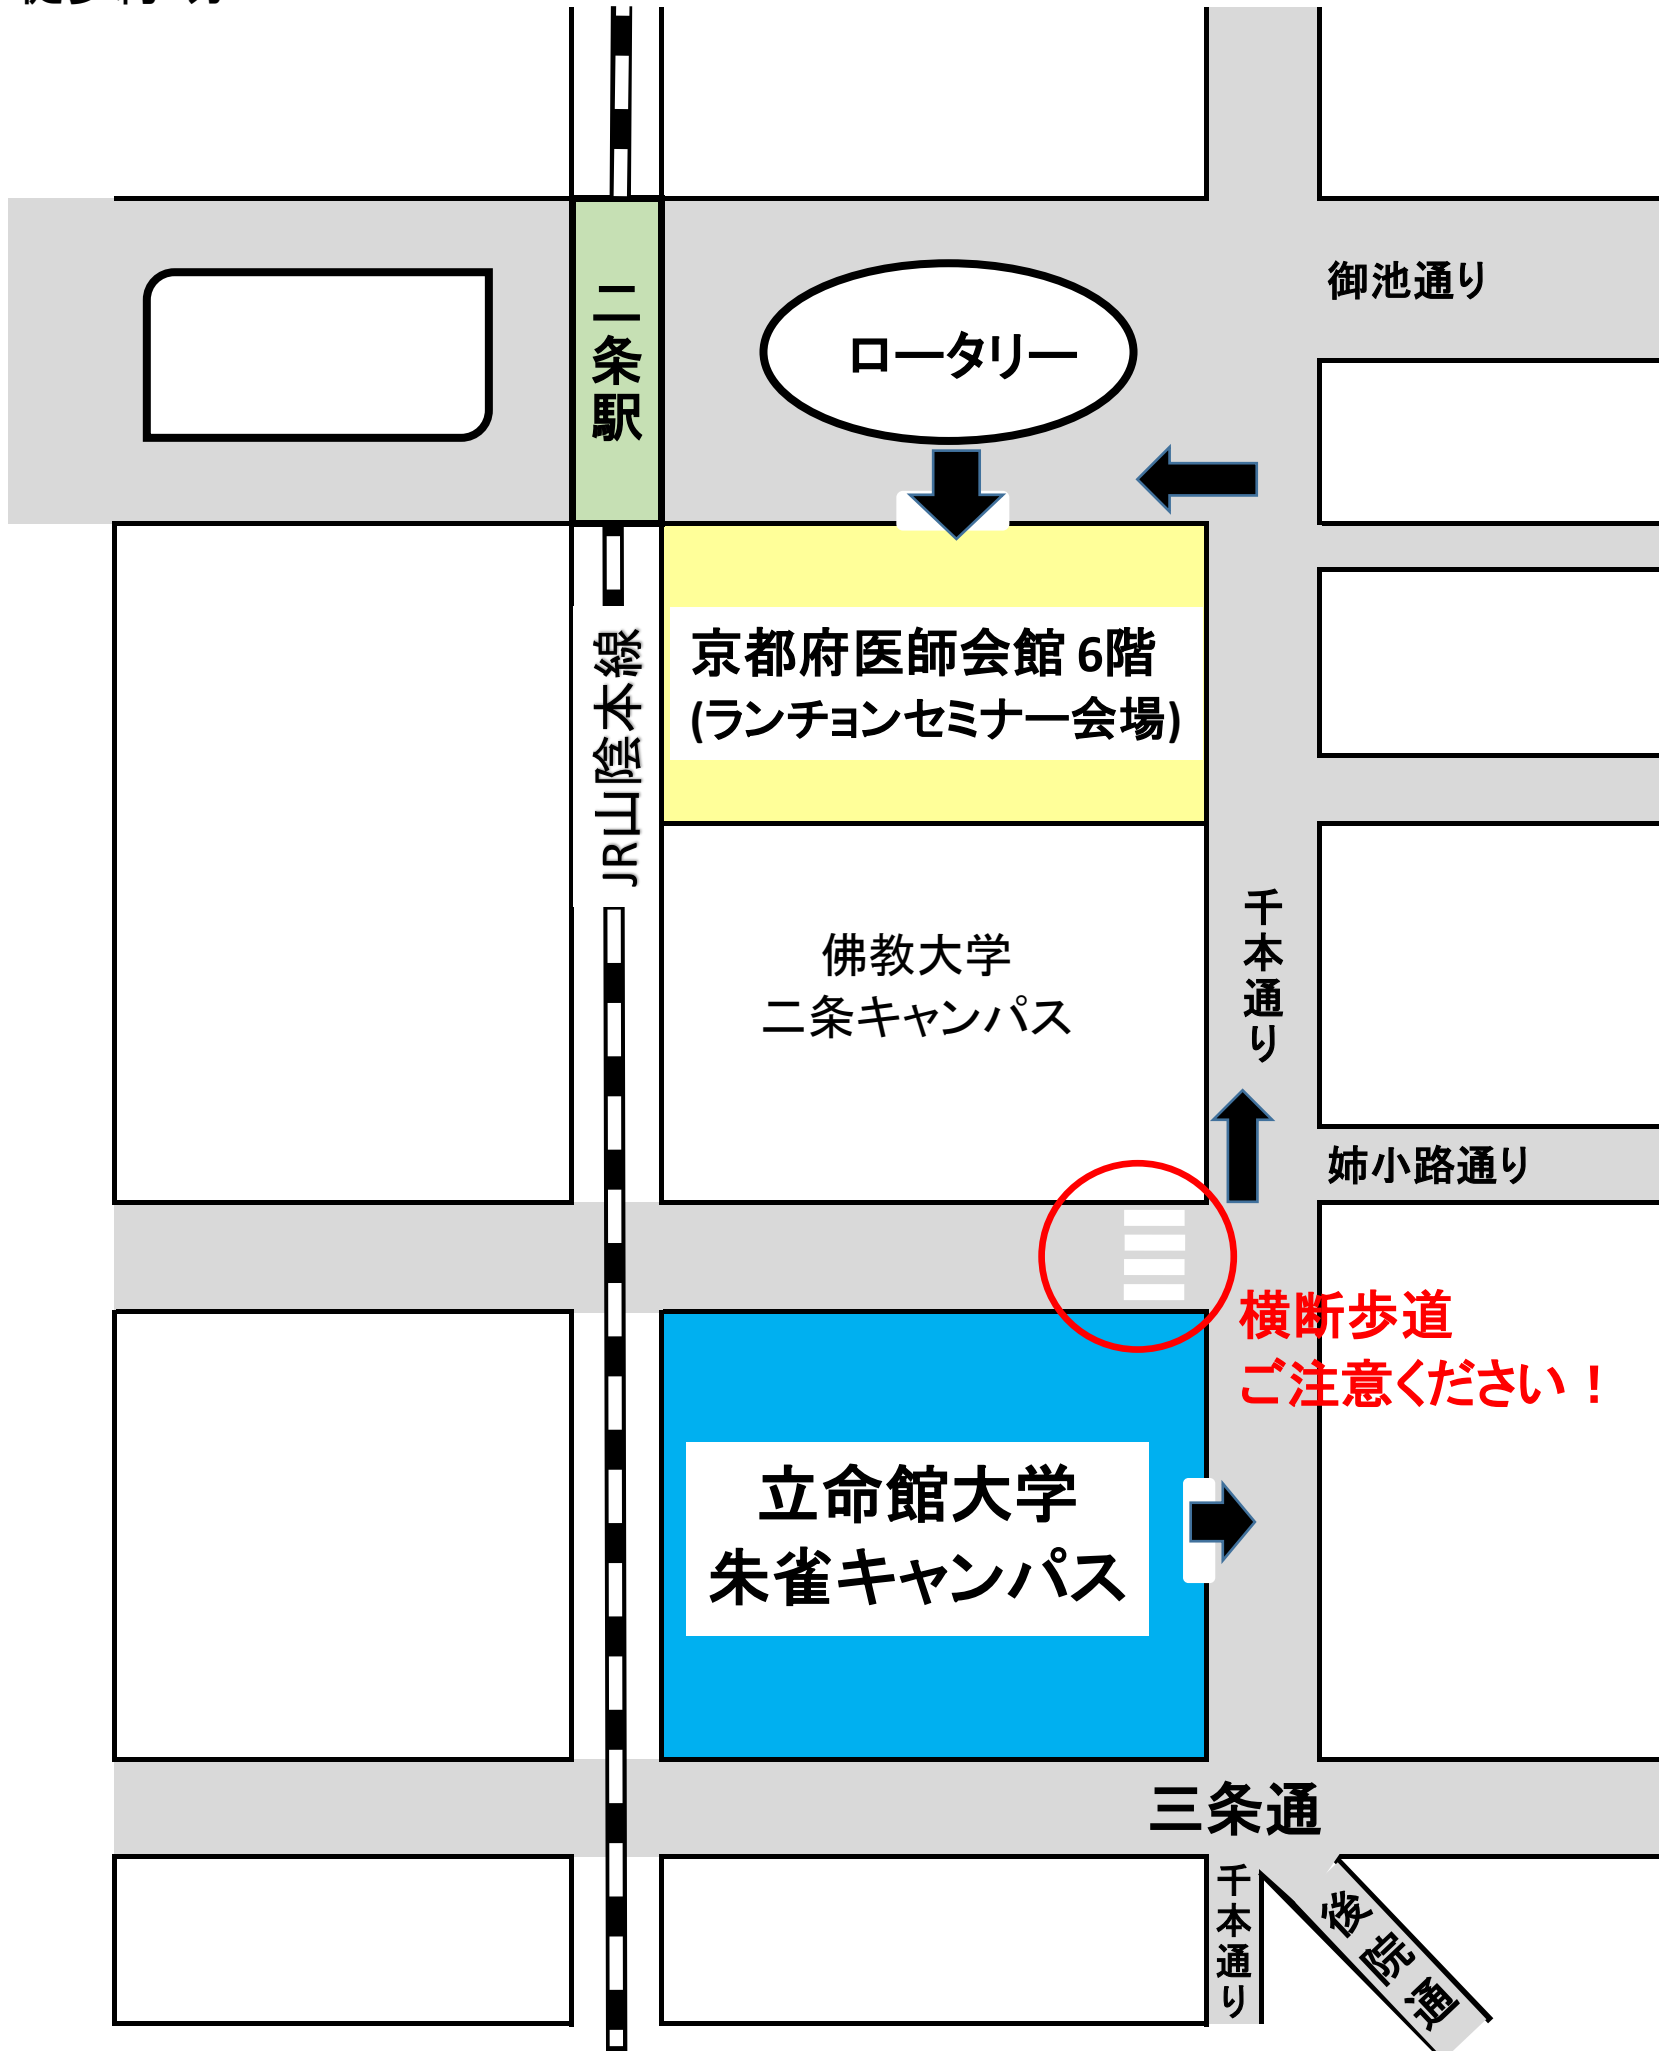 御池通り
二条駅
ロータリー
京都府医師会館 6階
(ランチョンセミナー会場)
JR山陰本線
千本通り
佛教大学
二条キャンパス
姉小路通り
横断歩道
ご注意ください！
立命館大学
朱雀キャンパス
三条通
千本通り
後院通